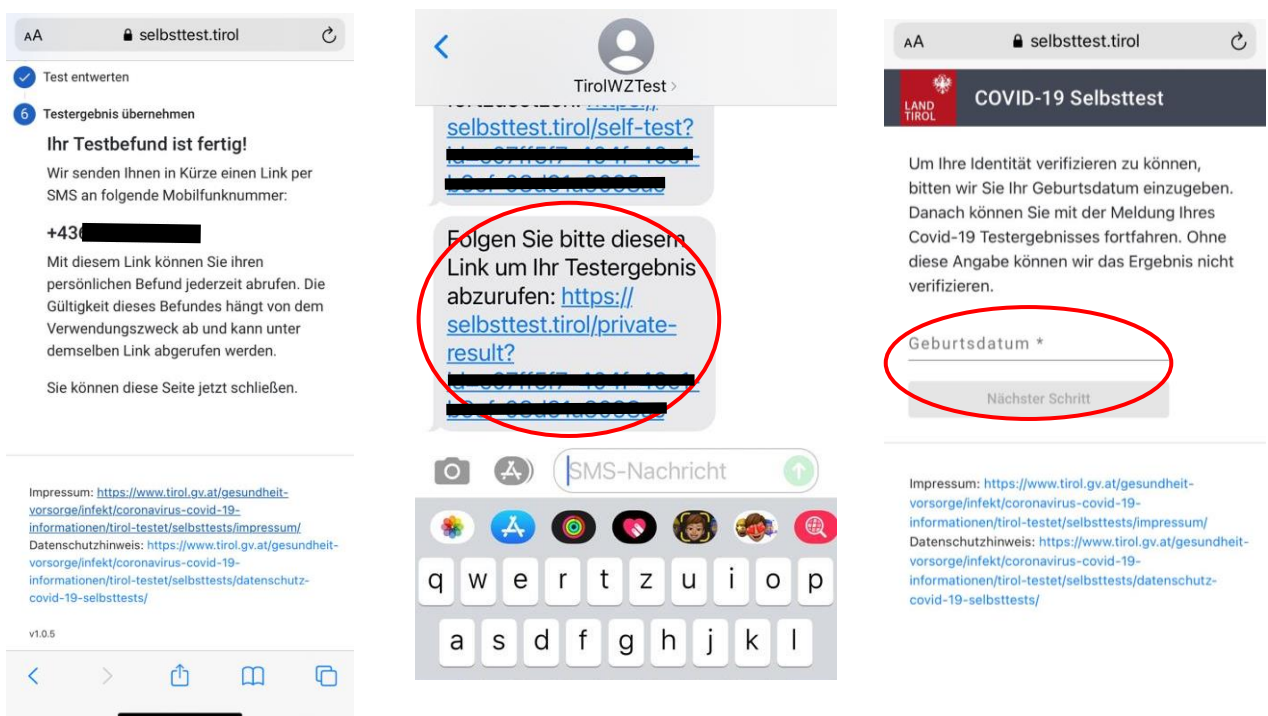 AA selbsttest.tirol
Test entwerten
6 Testergebnis übernehmen
Ihr Testbefund ist fertig!
Wir senden Ihnen in Kürze einen Link per
SMS an folgende Mobilfunknummer:
+436
Mit diesem Link können Sie ihren
persönlichen Befund jederzeit abrufen. Die
Gültigkeit dieses Befundes hängt von dem
Verwendungszweck ab und kann unter
demselben Link abgerufen werden.
Sie können diese Seite jetzt schließen.
Impressum: https://www.tirol.gv.at/gesundheit-
vorsorge/infekt/coronavirus-covid-19-
informationen/tirol-testet/selbsttests/impressum/
Datenschutzhinweis: https://www.tirol.gv.at/gesundheit-
vorsorge/infekt/coronavirus-covid-19-
informationen/tirol-testet/selbsttests/datenschutz-
covid-19-selbsttests/
v1.0.5
TirolWZTest
fortzusetzen: https://
selbsttest.tirol/self-test?
Folgen Sie bitte diesem
Link um Ihr Testergebnis
abzurufen: https://
selbsttest.tirol/private-
result?
SMS-Nachricht
q w e r t z u i o p
a s d f g h j k l
AA selbsttest.tirol
LAND
TIROL
COVID-19 Selbsttest
Um Ihre Identität verifizieren zu können,
bitten wir Sie Ihr Geburtsdatum einzugeben.
Danach können Sie mit der Meldung Ihres
Covid-19 Testergebnisses fortfahren. Ohne
diese Angabe können wir das Ergebnis nicht
verifizieren.
Geburtsdatum *
Nächster Schritt
Impressum: https://www.tirol.gv.at/gesundheit-
vorsorge/infekt/coronavirus-covid-19-
informationen/tirol-testet/selbsttests/impressum/
Datenschutzhinweis: https://www.tirol.gv.at/gesundheit-
vorsorge/infekt/coronavirus-covid-19-
informationen/tirol-testet/selbsttests/datenschutz-
covid-19-selbsttests/